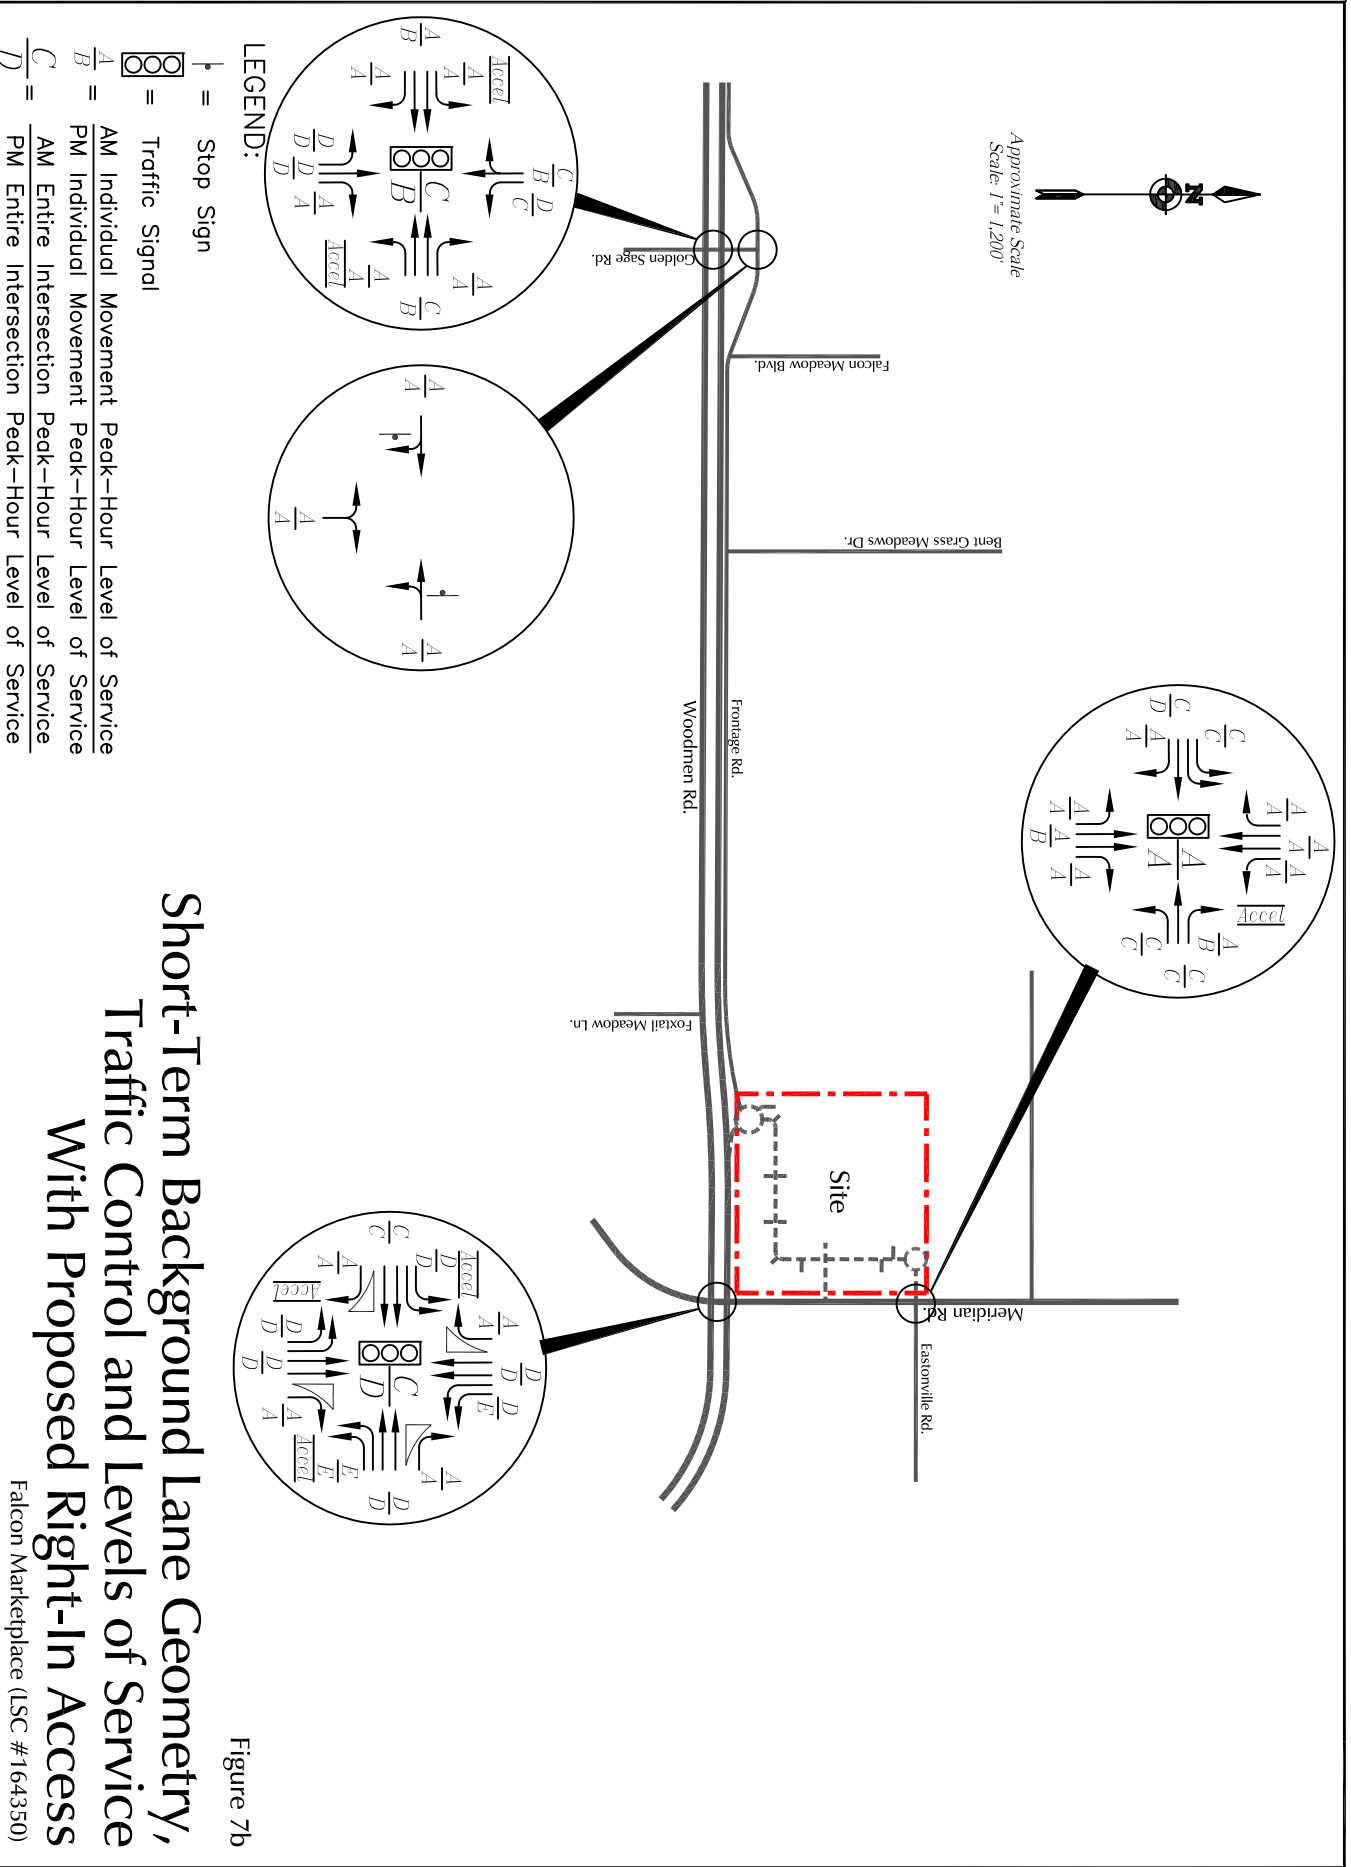 Approximate Scale
Scale: 1"= 1,200'
N
Falcon Meadow Blvd.
Bent Grass Meadows Dr.
Golden Sage Rd.
Frontage Rd.
Woodmen Rd.
Foxtail Meadow Ln.
Site
Meridian Rd.
Eastonville Rd.
C
D
C
C
A
A
A
A
A
A
A
A
Accel
A
A
A
A
A
B
A
A
A
B
C
C
C
C
Accel
A
A
A
A
A
B
C
B
D
C
C
B
D
D
D
D
A
A
A
A
A
A
Accel
C
B
A
A
A
A
A
A
C
C
Accel
D
D
A
A
Accel
A
A
D
D
D
E
C
D
D
D
D
D
A
A
A
A
E
E
Accel
D
D
LEGEND:
= Stop Sign
= Traffic Signal
A = AM Individual Movement Peak-Hour Level of Service
B PM Individual Movement Peak-Hour Level of Service
C = AM Entire Intersection Peak-Hour Level of Service
D PM Entire Intersection Peak-Hour Level of Service
Figure 7b
Short-Term Background Lane Geometry,
Traffic Control and Levels of Service
With Proposed Right-In Access
Falcon Marketplace (LSC #164350)